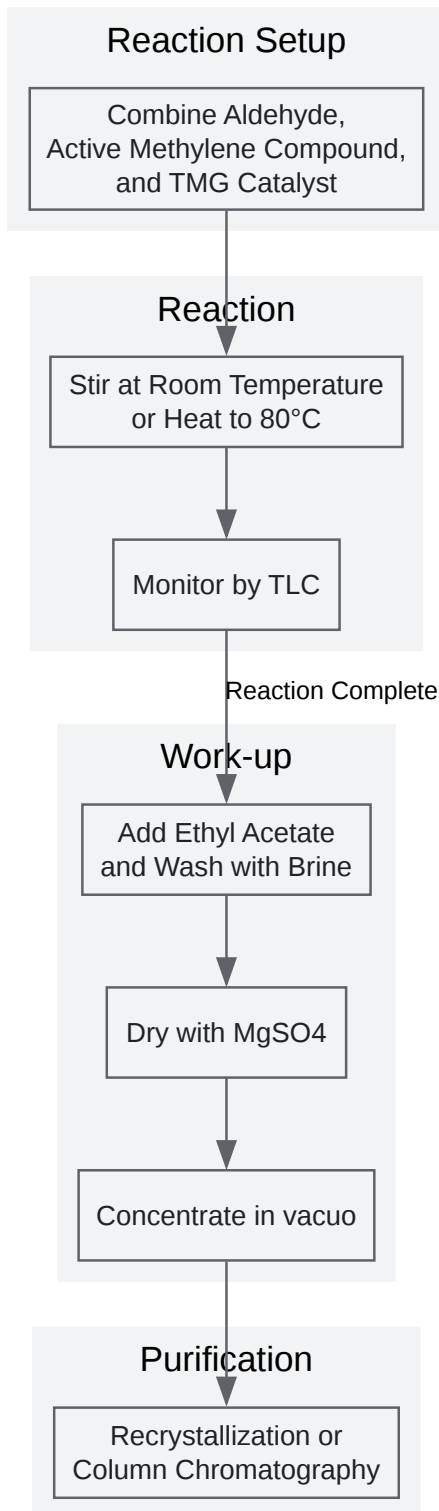 Reaction Setup
Combine Aldehyde,
Active Methylene Compound,
and TMG Catalyst
Reaction
Stir at Room Temperature
or Heat to 80°C
Monitor by TLC
Reaction Complete
Work-up
Add Ethyl Acetate
and Wash with Brine
Dry with MgSO4
Concentrate in vacuo
Purification
Recrystallization or
Column Chromatography